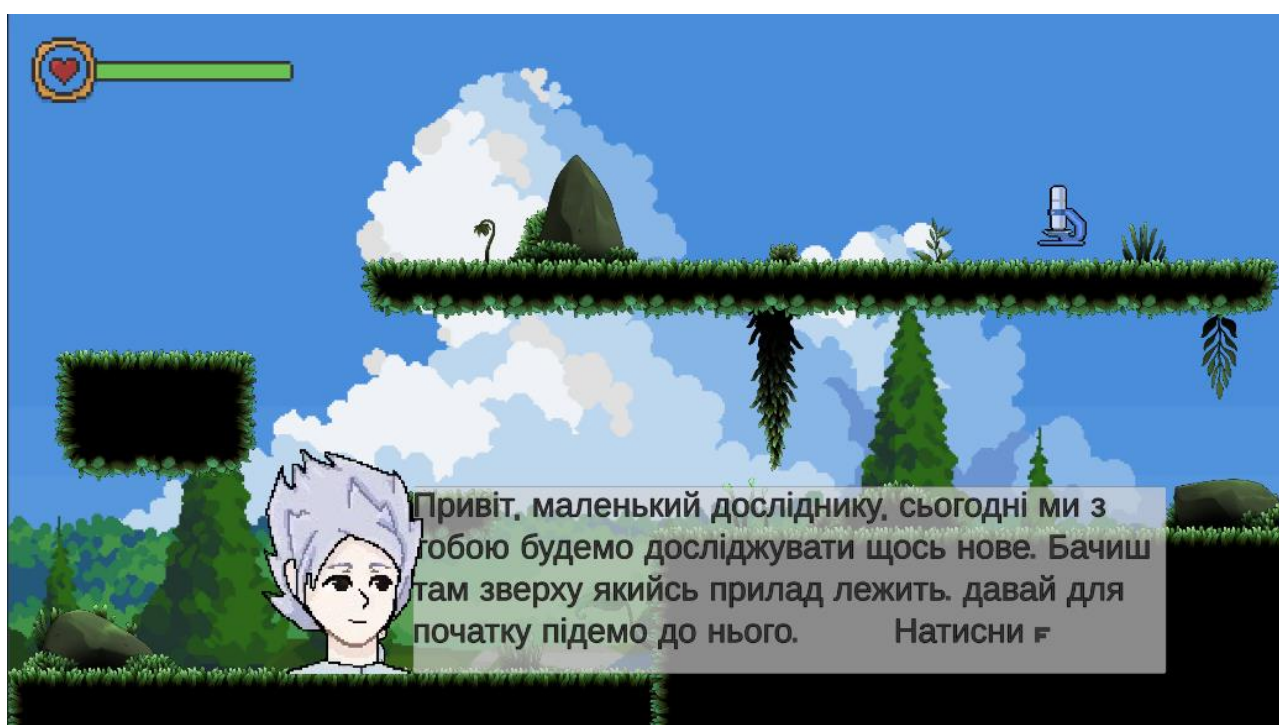 Привіт, маленький досліднику, сьогодні ми з
тобою будемо досліджувати щось нове. Бачиш
там зверху якийсь прилад лежить. давай для
початку підемо до нього. Натисни F